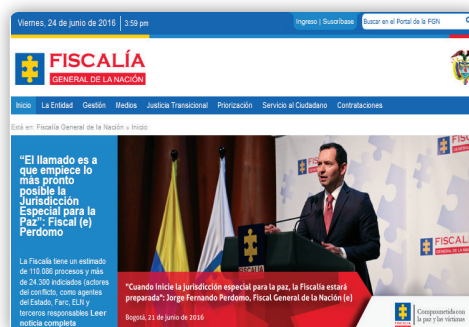 Viernes, 24 de junio de 2016 | 3:59 pm
Ingreso | Suscríbase
Buscar en el Portal de la FGN
FISCALÍA
GENERAL DE LA NACIÓN
Inicio La Entidad Gestión Medios Justicia Transicional Priorización Servicio al Ciudadano Contrataciones
Está en: Fiscalía General de la Nación » Inicio
“El llamado es a
que empiece lo
más pronto
posible la
Jurisdicción
Especial para la
Paz”: Fiscal (e)
Perdomo
La Fiscalía tiene un estimado
de 110.086 procesos y más
de 24.300 indiciados (actores
del conflicto, como agentes
del Estado, Farc, ELN y
terceros responsables Leer
noticia completa
FISCALÍA
"Cuando inicie la jurisdicción especial para la paz, la Fiscalía estará
preparada": Jorge Fernando Perdomo, Fiscal General de la Nación (e)
Bogotá, 21 de junio de 2016
Comprometidos con
la paz y las víctimas